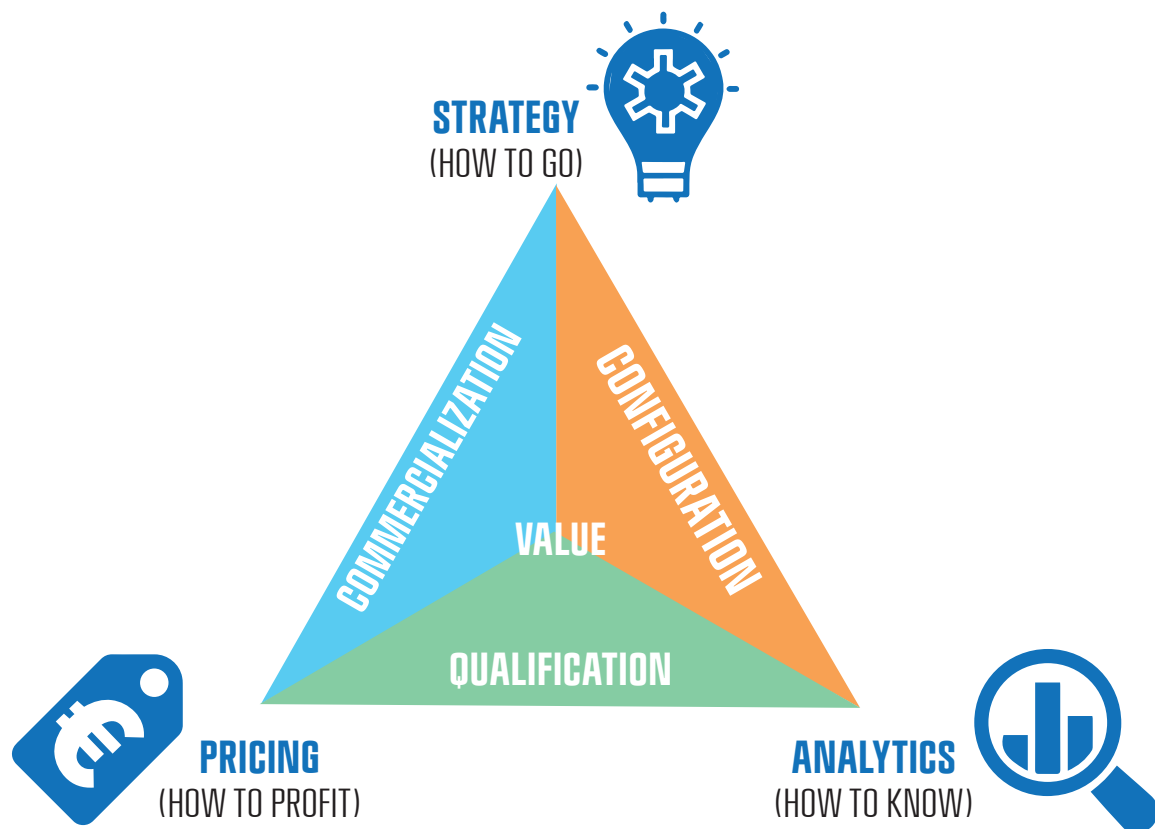 STRATEGY
(HOW TO GO)
COMMERCIALIZATION
CONFIGURATION
VALUE
QUALIFICATION
PRICING
(HOW TO PROFIT)
ANALYTICS
(HOW TO KNOW)